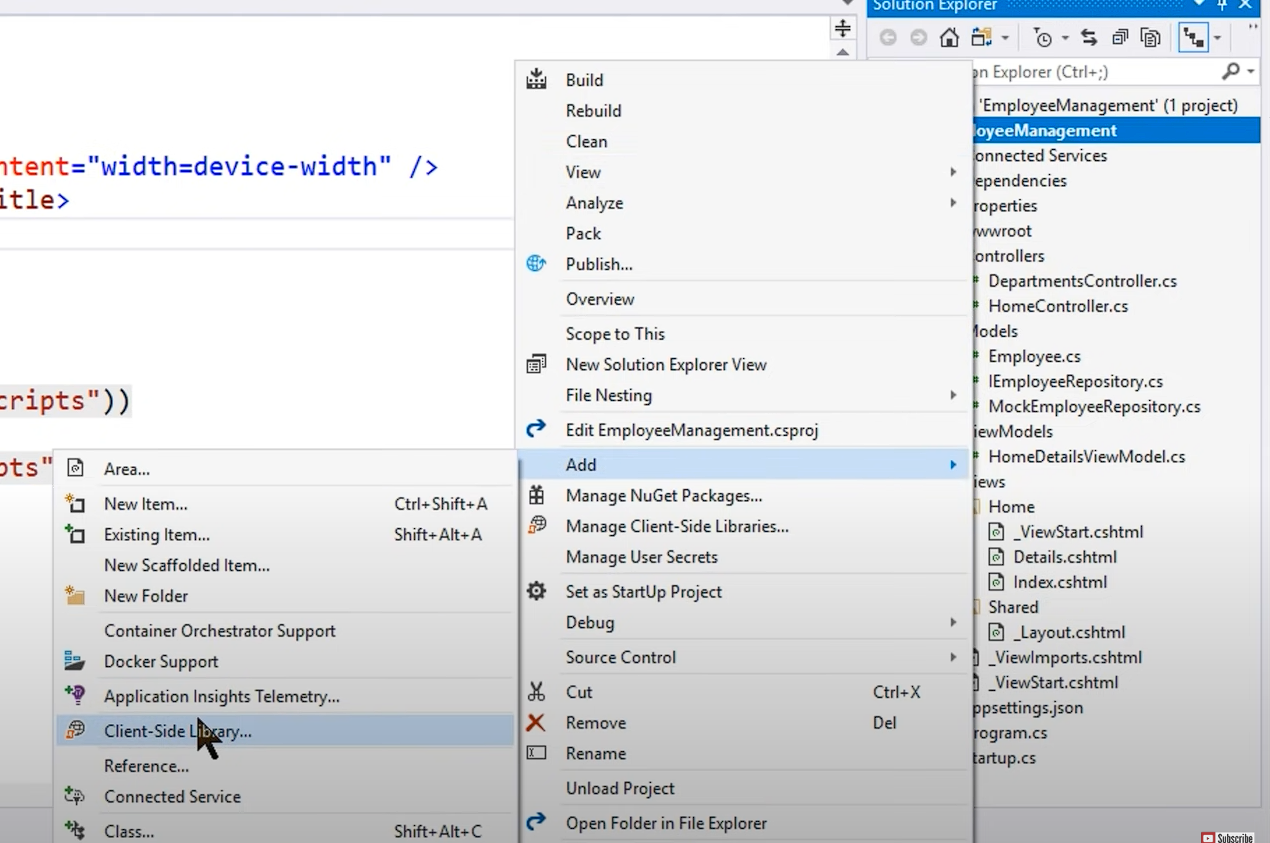 Solution Explorer
ntent="width=device-width" />
itle>
cripts"))
pts"
Build
Rebuild
Clean
View
Analyze
Pack
Publish...
Overview
Scope to This
New Solution Explorer View
File Nesting
Edit EmployeeManagement.csproj
Add
Manage NuGet Packages...
Manage Client-Side Libraries...
Manage User Secrets
Set as StartUp Project
Debug
Source Control
Cut Ctrl+X
Remove Del
Rename
Unload Project
Open Folder in File Explorer
Area...
New Item... Ctrl+Shift+A
Existing Item... Shift+Alt+A
New Scaffolded Item...
New Folder
Container Orchestrator Support
Docker Support
Application Insights Telemetry...
Client-Side Library...
Reference...
Connected Service
Class... Shift+Alt+C
on Explorer (Ctrl+;)
'EmployeeManagement' (1 project)
loyeeManagement
onnected Services
ependencies
roperties
wwroot
ontrollers
DepartmentsController.cs
HomeController.cs
Models
Employee.cs
IEmployeeRepository.cs
MockEmployeeRepository.cs
iewModels
HomeDetailsViewModel.cs
iews
Home
_ViewStart.cshtml
Details.cshtml
Index.cshtml
Shared
_Layout.cshtml
_ViewImports.cshtml
_ViewStart.cshtml
ppsettings.json
rogram.cs
tartup.cs
Subscribe